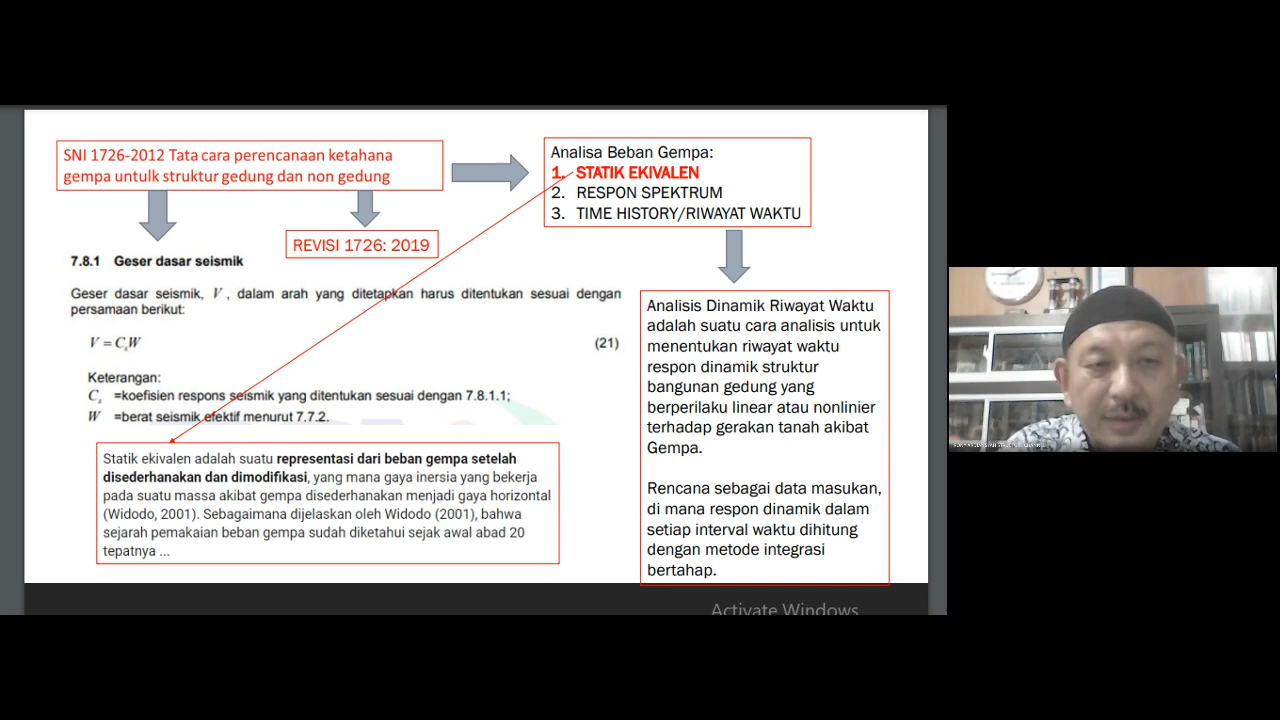 SNI 1726-2012 Tata cara perencanaan ketahana
gempa untulk struktur gedung dan non gedung
REVISI 1726: 2019
Analisa Beban Gempa:
1. STATIK EKIVALEN
2. RESPON SPEKTRUM
3. TIME HISTORY/RIWAYAT WAKTU
7.8.1 Geser dasar seismik
Geser dasar seismik, V, dalam arah yang ditetapkan harus ditentukan sesuai dengan
persamaan berikut:
V = CsW (21)
Keterangan:
Cs =koefisien respons seismik yang ditentukan sesuai dengan 7.8.1.1;
W =berat seismik efektif menurut 7.7.2.
Statik ekivalen adalah suatu representasi dari beban gempa setelah
disederhanakan dan dimodifikasi, yang mana gaya inersia yang bekerja
pada suatu massa akibat gempa disederhanakan menjadi gaya horizontal
(Widodo, 2001). Sebagaimana dijelaskan oleh Widodo (2001), bahwa
sejarah pemakaian beban gempa sudah diketahui sejak awal abad 20
tepatnya ...
Analisis Dinamik Riwayat Waktu
adalah suatu cara analisis untuk
menentukan riwayat waktu
respon dinamik struktur
bangunan gedung yang
berperilaku linear atau nonlinier
terhadap gerakan tanah akibat
Gempa.
Rencana sebagai data masukan,
di mana respon dinamik dalam
setiap interval waktu dihitung
dengan metode integrasi
bertahap.
Activate Windows